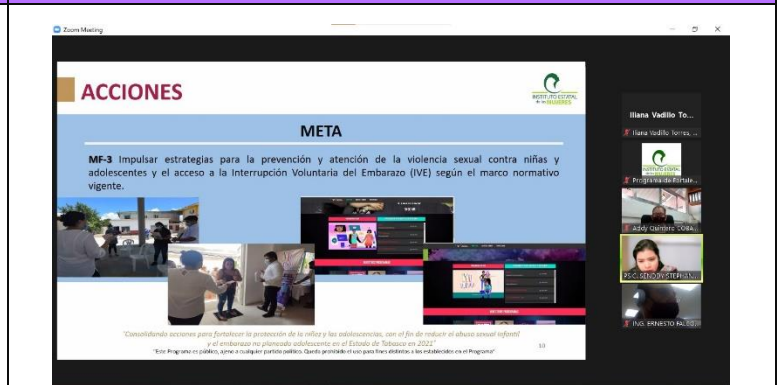 Zoom Meeting
ACCIONES
INSTITUTO ESTATAL
de las MUJERES
META
MF-3 Impulsar estrategias para la prevención y atención de la violencia sexual contra niñas y
adolescentes y el acceso a la Interrupción Voluntaria del Embarazo (IVE) según el marco normativo
vigente.
"Consolidando acciones para fortalecer la protección de la niñez y las adolescencias, con el fin de reducir el abuso sexual infantil
y el embarazo no planeado adolescente en el Estado de Tabasco en 2021"
"Este Programa es público, ajeno a cualquier partido político. Queda prohibido el uso para fines distintos a los establecidos en el Programa"
10
Iliana Vadillo To...
Iliana Vadillo Torres, ...
Programa de Fortale...
Addy Quintero COBA...
PSIC. SENDDY STEPHAN...
ING. ERNESTO